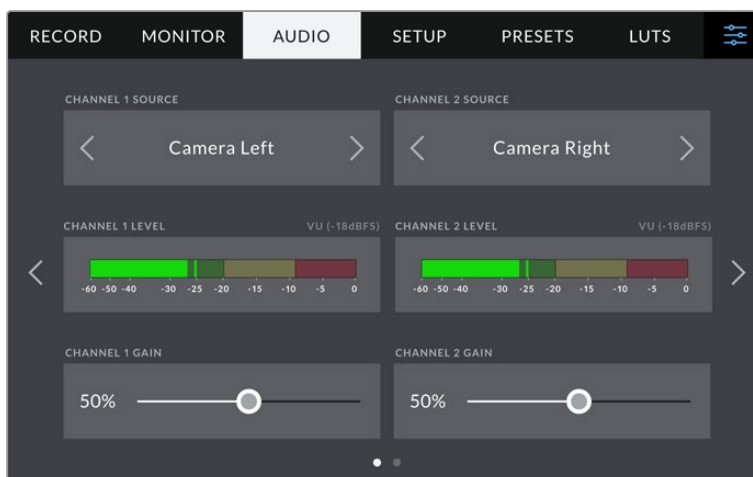 RECORD MONITOR AUDIO SETUP PRESETS LUTS
CHANNEL 1 SOURCE CHANNEL 2 SOURCE
Camera Left Camera Right
CHANNEL 1 LEVEL VU (-18dBFS) CHANNEL 2 LEVEL VU (-18dBFS)
-60 -50 -40 -30 -25 -20 -15 -10 -5 0 -60 -50 -40 -30 -25 -20 -15 -10 -5 0
CHANNEL 1 GAIN CHANNEL 2 GAIN
50% 50%